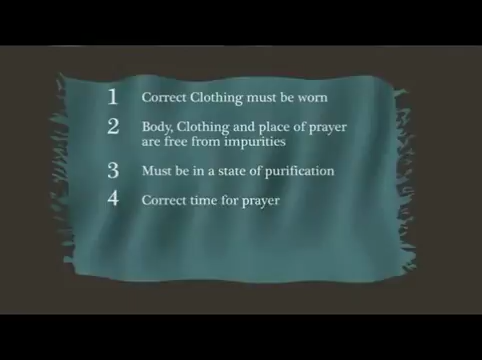 1 Correct Clothing must be worn
2 Body, Clothing and place of prayer
are free from impurities
3 Must be in a state of purification
4 Correct time for prayer